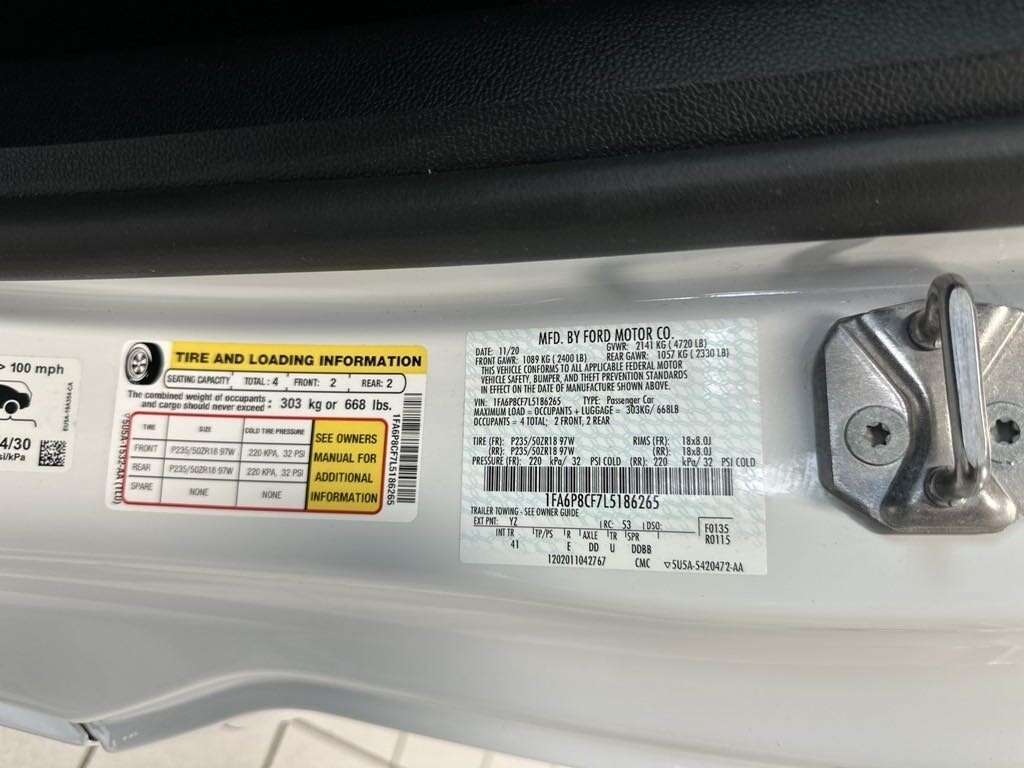 > 100 mph
4/30
si/kPa
EU5A-19A354-CA
TIRE AND LOADING INFORMATION
SEATING CAPACITY TOTAL : 4 FRONT: 2 REAR: 2
The combined weight of occupants and cargo should never exceed : 303 kg or 668 lbs.
TIRE SIZE COLD TIRE PRESSURE
FRONT P235/50ZR18 97W 220 KPA, 32 PSI
REAR P235/50ZR18 97W 220 KPA, 32 PSI
SPARE NONE NONE
SEE OWNERS
MANUAL FOR
ADDITIONAL
INFORMATION
5U5A-1532-AA (1L0)
1FA6P8CF7L5186265
MFD. BY FORD MOTOR CO.
DATE: 11/20 GVWR: 2141 KG ( 4720 LB)
FRONT GAWR: 1089 KG ( 2400 LB) REAR GAWR: 1057 KG ( 2330 LB)
THIS VEHICLE CONFORMS TO ALL APPLICABLE FEDERAL MOTOR
VEHICLE SAFETY, BUMPER, AND THEFT PREVENTION STANDARDS
IN EFFECT ON THE DATE OF MANUFACTURE SHOWN ABOVE.
VIN: 1FA6P8CF7L5186265 TYPE: Passenger Car
MAXIMUM LOAD = OCCUPANTS + LUGGAGE = 303KG/ 668LB
OCCUPANTS = 4 TOTAL; 2 FRONT, 2 REAR
TIRE (FR): P235/50ZR18 97W RIMS (FR): 18x8.0J
(RR): P235/50ZR18 97W (RR): 18x8.0J
PRESSURE (FR): 220 kPa/ 32 PSI COLD (RR): 220 kPa/ 32 PSI COLD
1FA6P8CF7L5186265
TRAILER TOWING - SEE OWNER GUIDE
EXT PNT: YZ RC: 53 DSO: F0135
INT TR TP/PS R AXLE TR SPR R0115
41 E DD U DDBB
1202011042767 CMC ▽5U5A-5420472-AA